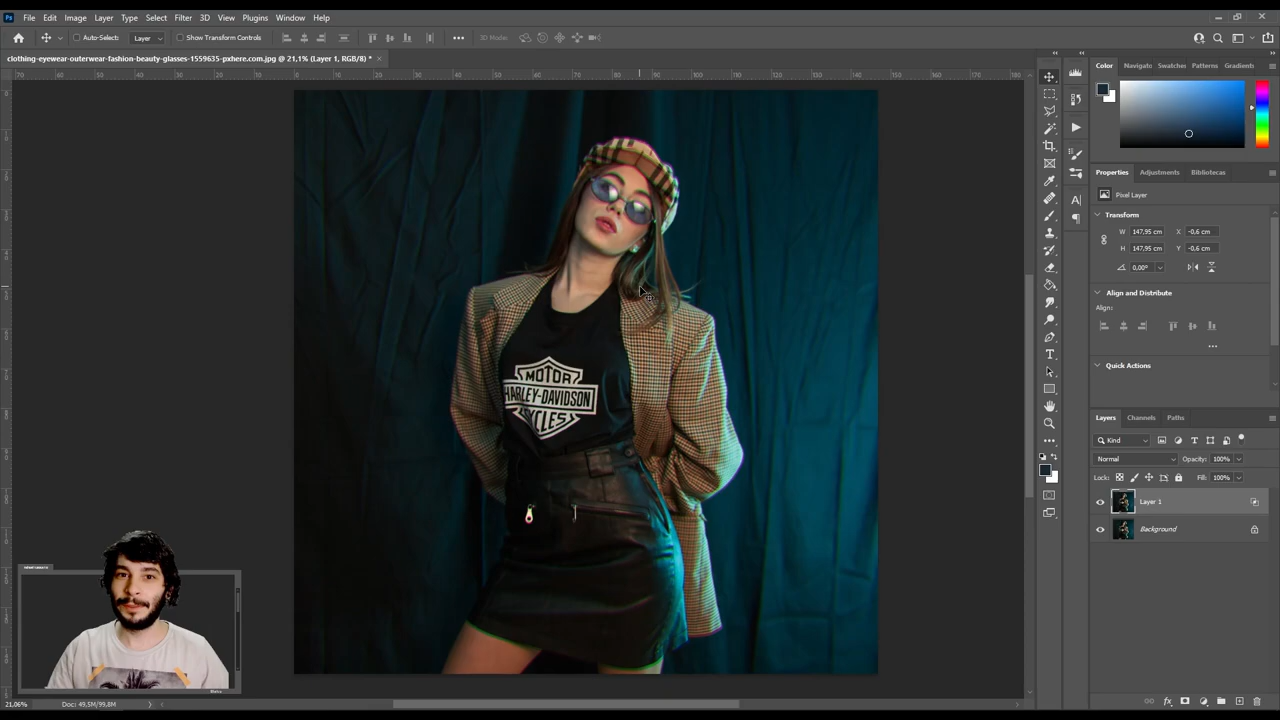 File Edit Image Layer Type Select Filter 3D View Plugins Window Help
Auto-Select: Layer Show Transform Controls 3D Mode:
clothing-eyewear-outerwear-fashion-beauty-glasses-1559635-pxhere.com.jpg @ 21,1% (Layer 1, RGB/8) *
Color Navigato Swatches Patterns Gradients
Properties Adjustments Bibliotecas
Pixel Layer
Transform
W 147,95 cm X -0,6 cm
H 147,95 cm Y -0,6 cm
0,00°
Align and Distribute
Align:
Quick Actions
Layers Channels Paths
Kind
Normal Opacity: 100%
Lock: Fill: 100%
Layer 1
Background
MOTOR
HARLEY-DAVIDSON
CYCLES
21,06% Doc: 49,5M/99,8M